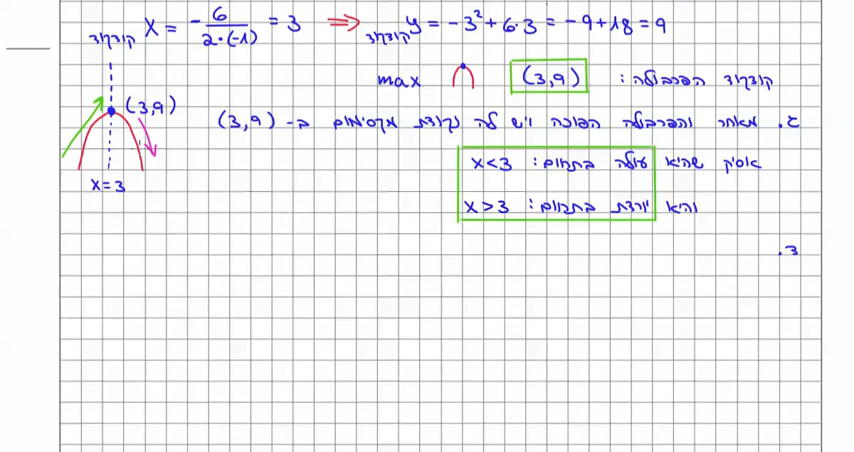 x קודקוד = -6/(2·(-1)) = 3 ⇒ y קודקוד = -3² + 6·3 = -9+18 = 9
קודקוד הפרבולה: (3,9) max
(3,9)
x=3
ג. מאחר והפרבולה הפוכה ויש לה נקודת מקסימום ב- (3,9)
אסיק שהיא עולה בתחום: x<3
והיא יורדת בתחום: x>3
ד.